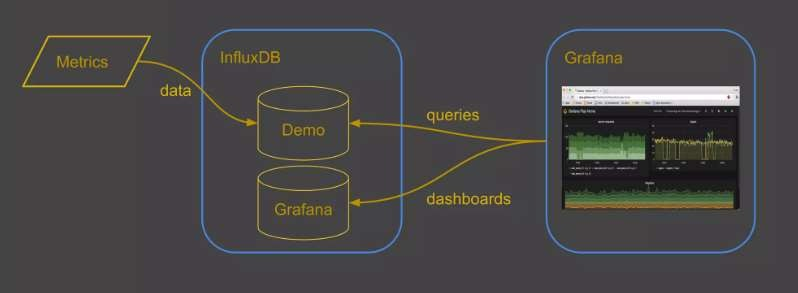 Metrics
data
InfluxDB
Demo
Grafana
queries
dashboards
Grafana